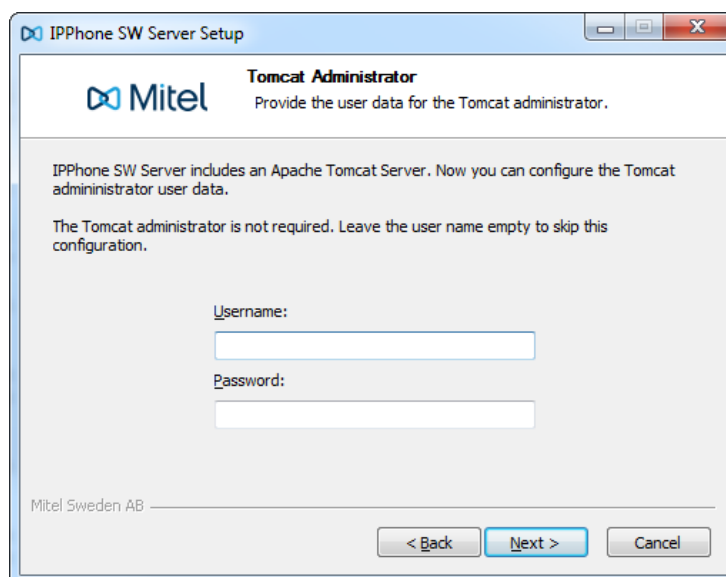 IPPhone SW Server Setup
Mitel
Tomcat Administrator
Provide the user data for the Tomcat administrator.
IPPhone SW Server includes an Apache Tomcat Server. Now you can configure the Tomcat
admininistrator user data.
The Tomcat administrator is not required. Leave the user name empty to skip this
configuration.
Username:
Password:
Mitel Sweden AB
< Back
Next >
Cancel